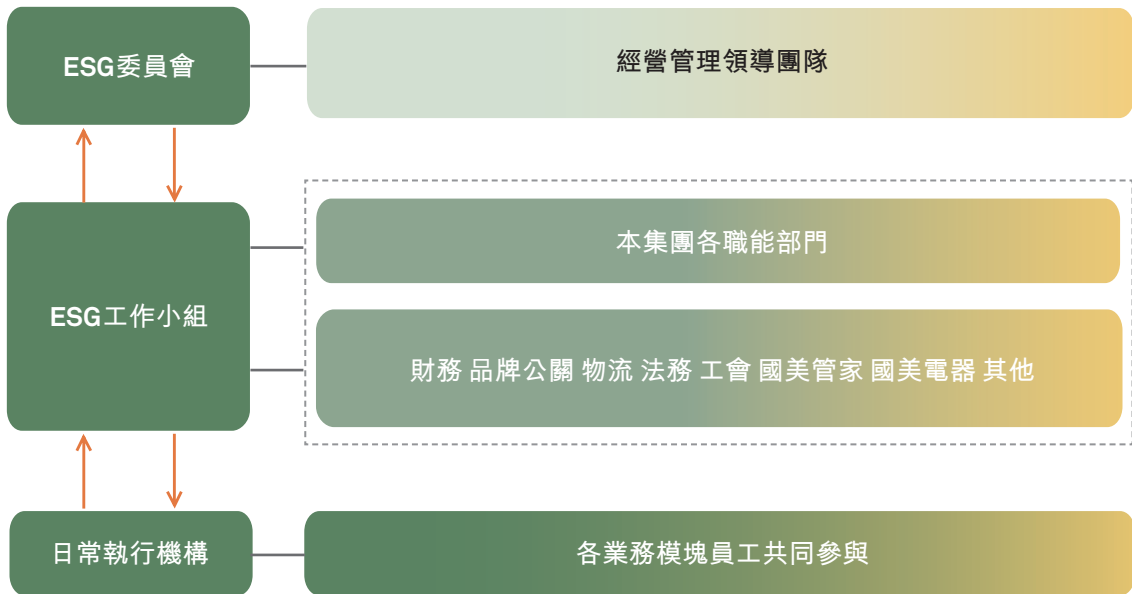 ESG委員會
經營管理領導團隊
本集團各職能部門
ESG工作小組
財務 品牌公關 物流 法務 工會 國美管家 國美電器 其他
日常執行機構
各業務模塊員工共同參與